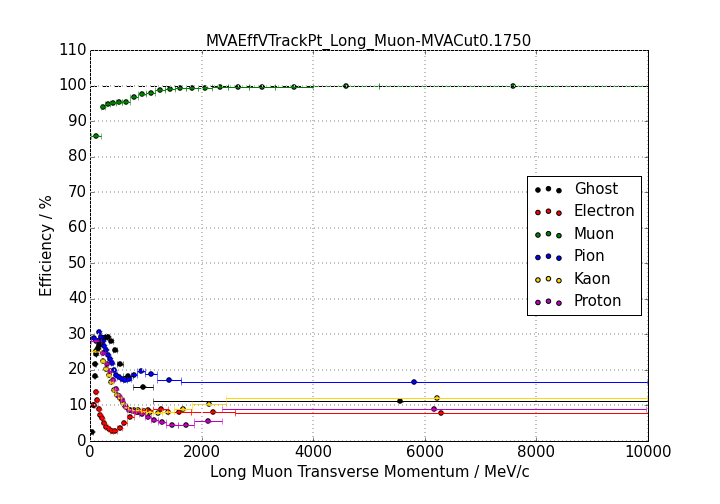 MVAEffVTrackPt_Long_Muon-MVACut0.1750
110
100
90
80
70
60
50
40
30
20
10
0
Efficiency / %
Ghost
Electron
Muon
Pion
Kaon
Proton
0 2000 4000 6000 8000 10000
Long Muon Transverse Momentum / MeV/c